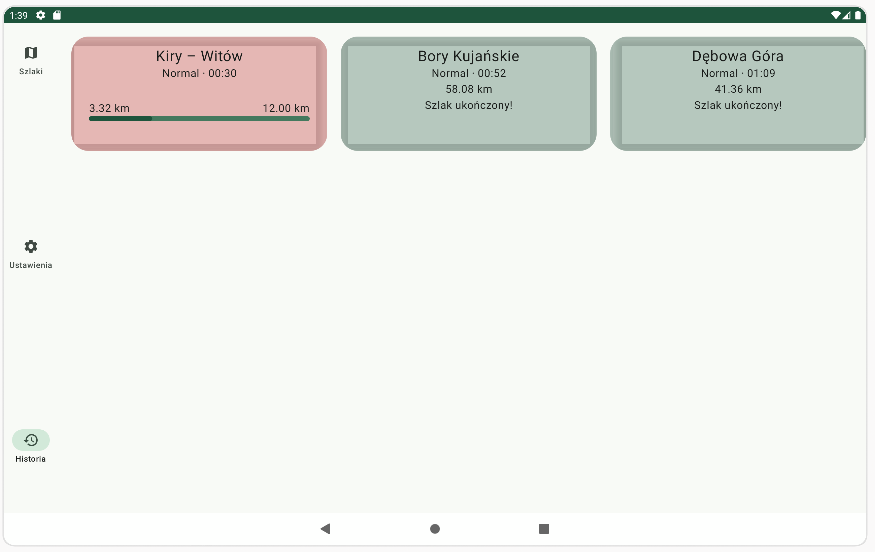 1:39
Szlaki
Ustawienia
Historia
Kiry – Witów
Normal · 00:30
3.32 km 12.00 km
Bory Kujańskie
Normal · 00:52
58.08 km
Szlak ukończony!
Dębowa Góra
Normal · 01:09
41.36 km
Szlak ukończony!